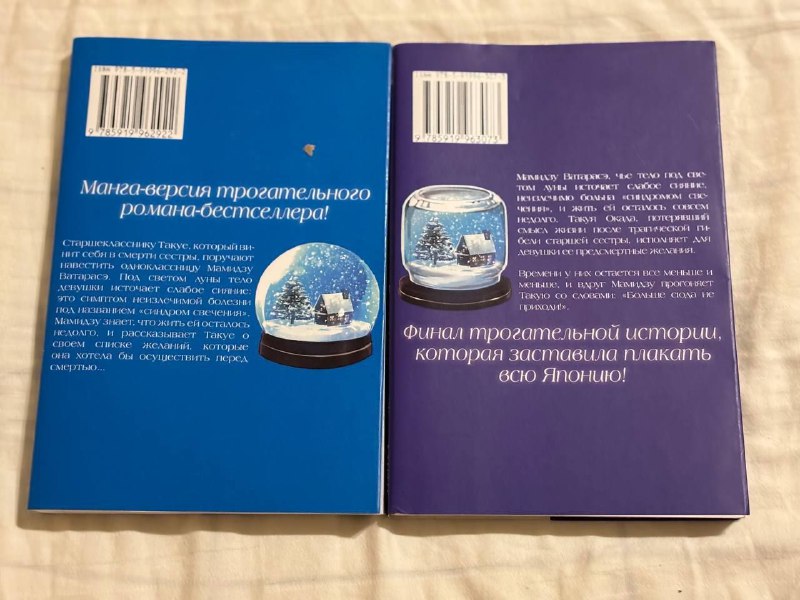 9 785919 962922
Манга-версия трогательного
романа-бестселлера!
Старшекласснику Такуе, который ви-
нит себя в смерти сестры, поручают
навестить одноклассницу Мамидзу
Ватарасэ. Под светом луны тело
девушки источает слабое сияние:
это симптом неизлечимой болезни
под названием «синдром свечения».
Мамидзу знает, что жить ей осталось
недолго, и рассказывает Такуе о
своем списке желаний, которые
она хотела бы осуществить перед
смертью...
9 785919 963073
Мамидзу Ватарасэ, чье тело под све-
том луны источает слабое сияние,
неизлечимо больна «синдромом све-
чения», и жить ей осталось совсем
недолго. Такуя Окада, потерявший
смысл жизни после трагической ги-
бели старшей сестры, исполняет для
девушки ее предсмертные желания.
Времени у них остается все меньше и
меньше, и вдруг Мамидзу прогоняет
Такую со словами: «Больше сюда не
приходи!».
Финал трогательной истории,
которая заставила плакать
всю Японию!